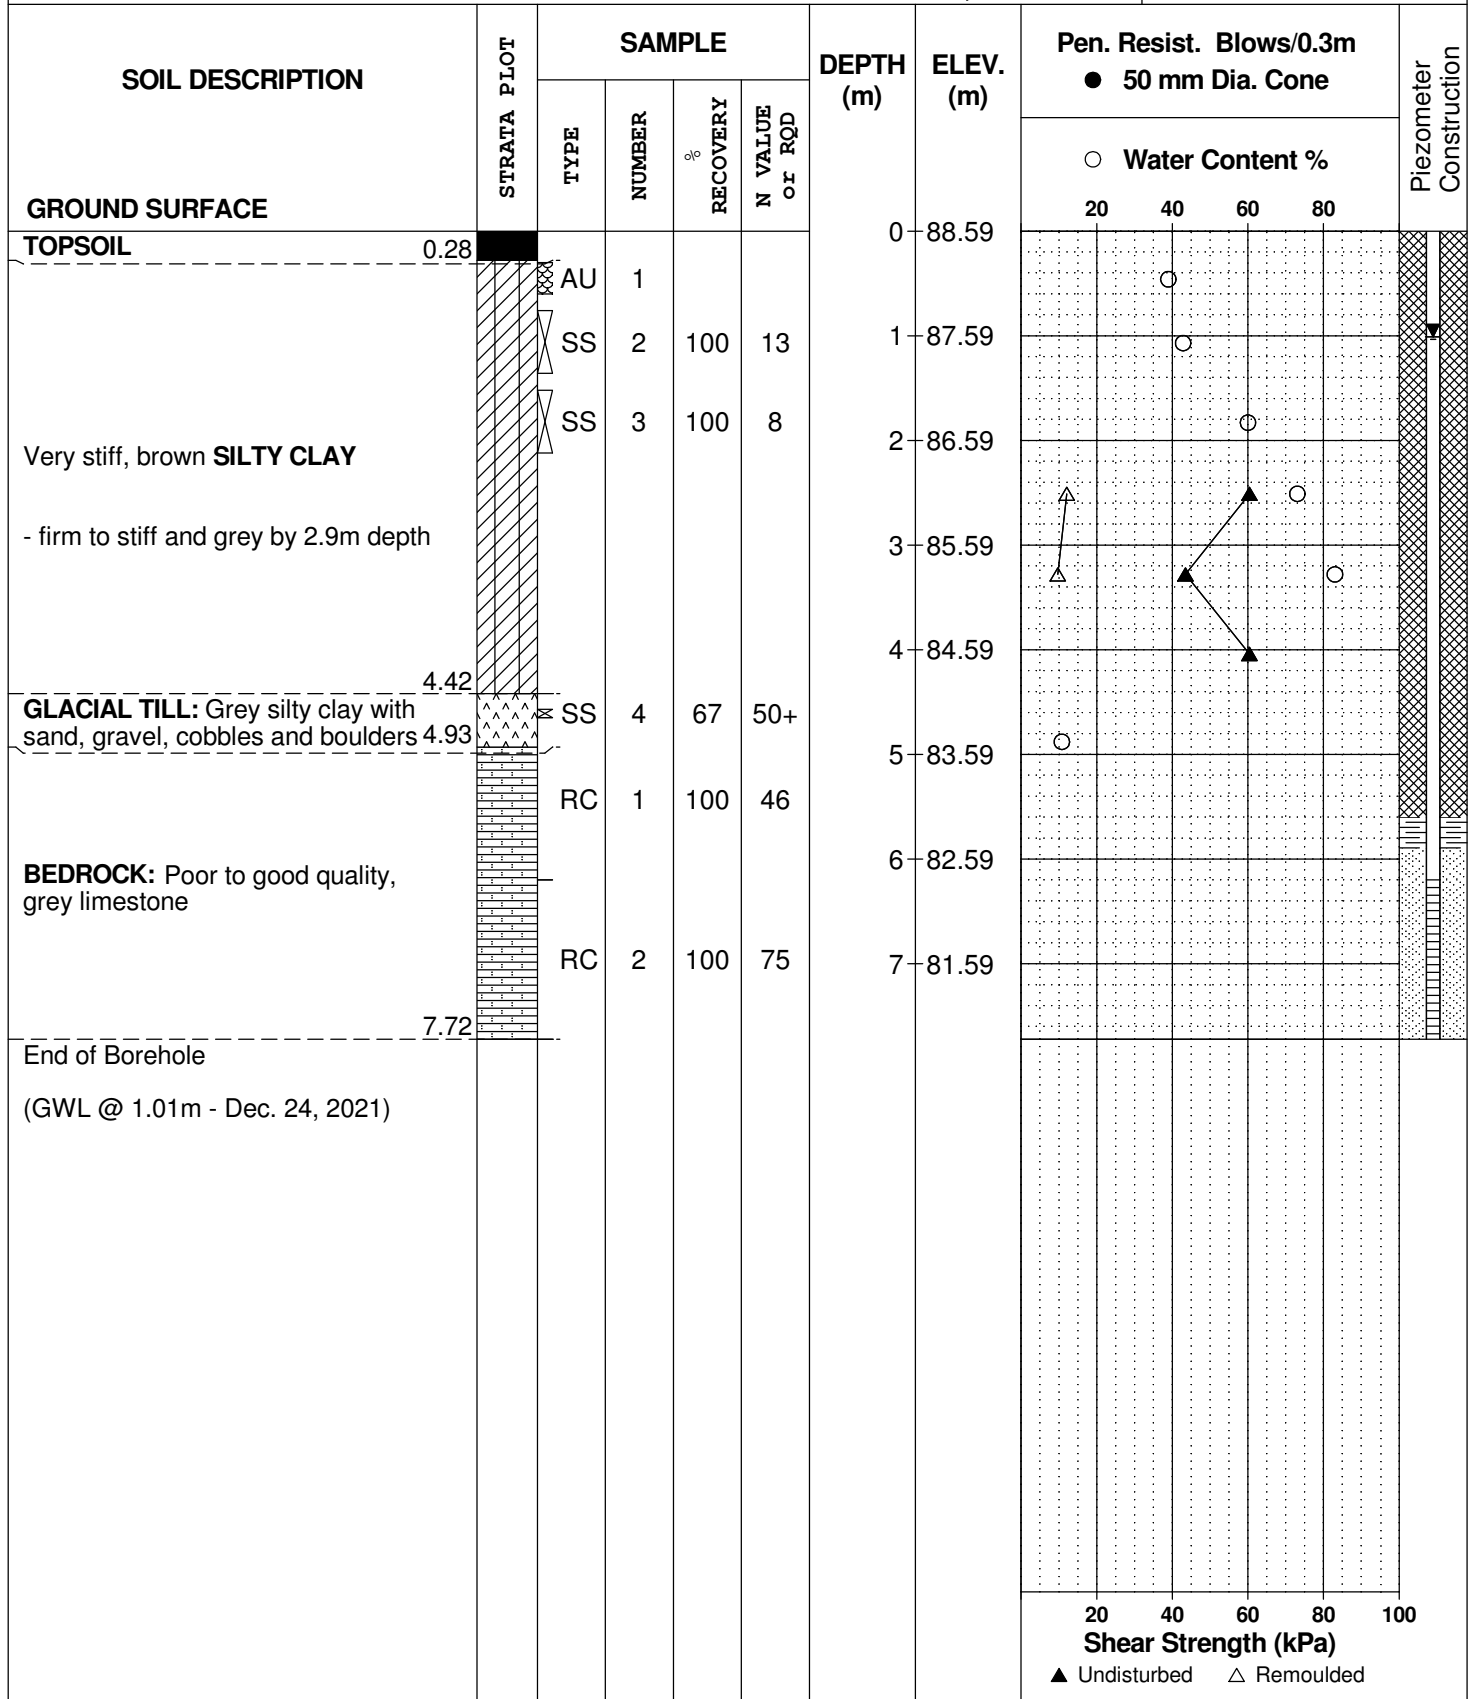 SOIL DESCRIPTION
GROUND SURFACE
STRATA PLOT
SAMPLE
TYPE
NUMBER
% RECOVERY
N VALUE or RQD
DEPTH (m)
ELEV. (m)
Pen. Resist. Blows/0.3m
● 50 mm Dia. Cone
○ Water Content %
20 40 60 80
Piezometer Construction
TOPSOIL 0.28
0 88.59
AU 1
1 87.59
SS 2 100 13
SS 3 100 8
2 86.59
Very stiff, brown SILTY CLAY
- firm to stiff and grey by 2.9m depth
3 85.59
4 84.59
4.42
GLACIAL TILL: Grey silty clay with
sand, gravel, cobbles and boulders 4.93
SS 4 67 50+
5 83.59
RC 1 100 46
6 82.59
BEDROCK: Poor to good quality,
grey limestone
RC 2 100 75
7 81.59
7.72
End of Borehole
(GWL @ 1.01m - Dec. 24, 2021)
20 40 60 80 100
Shear Strength (kPa)
▲ Undisturbed △ Remoulded